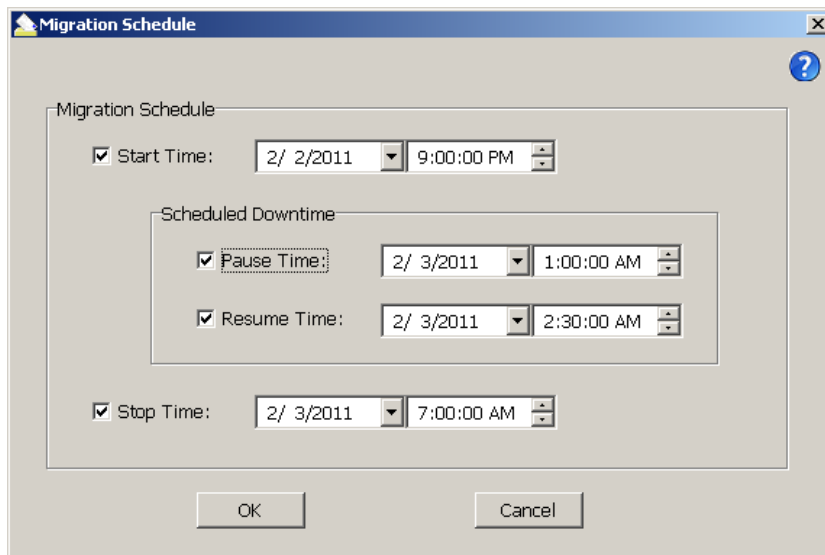 Migration Schedule
?
Migration Schedule
Start Time: 2/ 2/2011 9:00:00 PM
Scheduled Downtime
Pause Time: 2/ 3/2011 1:00:00 AM
Resume Time: 2/ 3/2011 2:30:00 AM
Stop Time: 2/ 3/2011 7:00:00 AM
OK Cancel